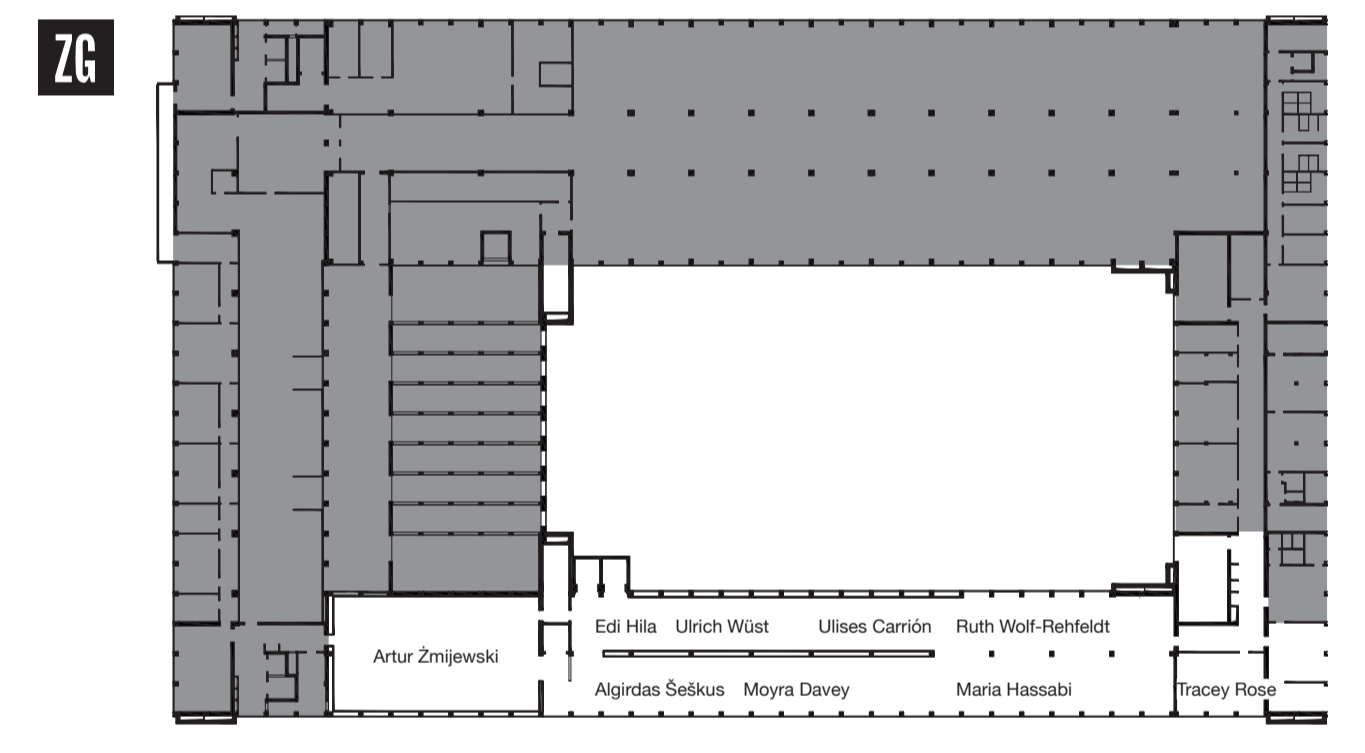 ZG
Edi Hila Ulrich Wüst Ulises Carrión Ruth Wolf-Rehfeldt
Artur Żmijewski
Algirdas Šeškus Moyra Davey Maria Hassabi Tracey Rose